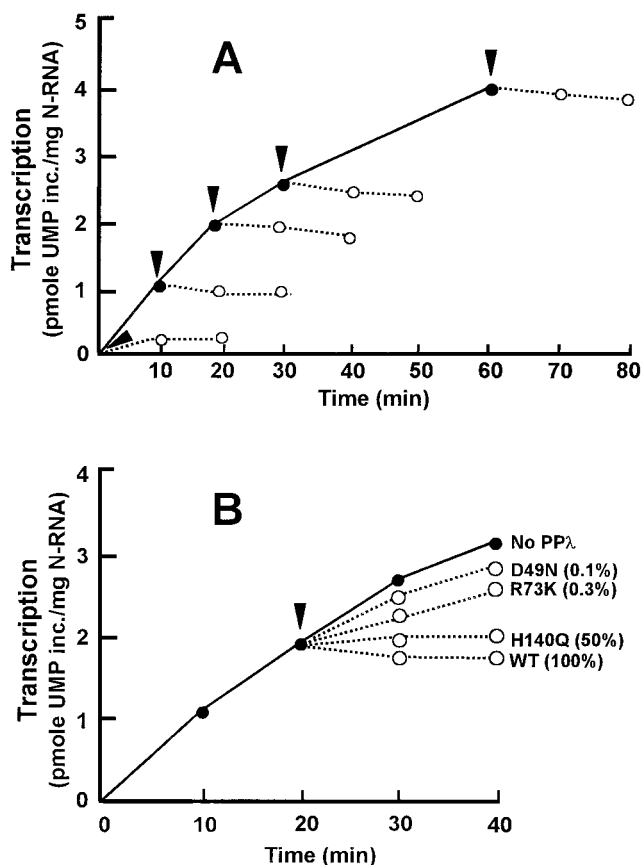 A
Transcription
(pmole UMP inc./mg N-RNA)
5
4
3
2
1
0
10
20
30
40
50
60
70
80
Time (min)
B
Transcription
(pmole UMP inc./mg N-RNA)
4
3
2
1
0
No PPλ
D49N (0.1%)
R73K (0.3%)
H140Q (50%)
WT (100%)
0
10
20
30
40
Time (min)